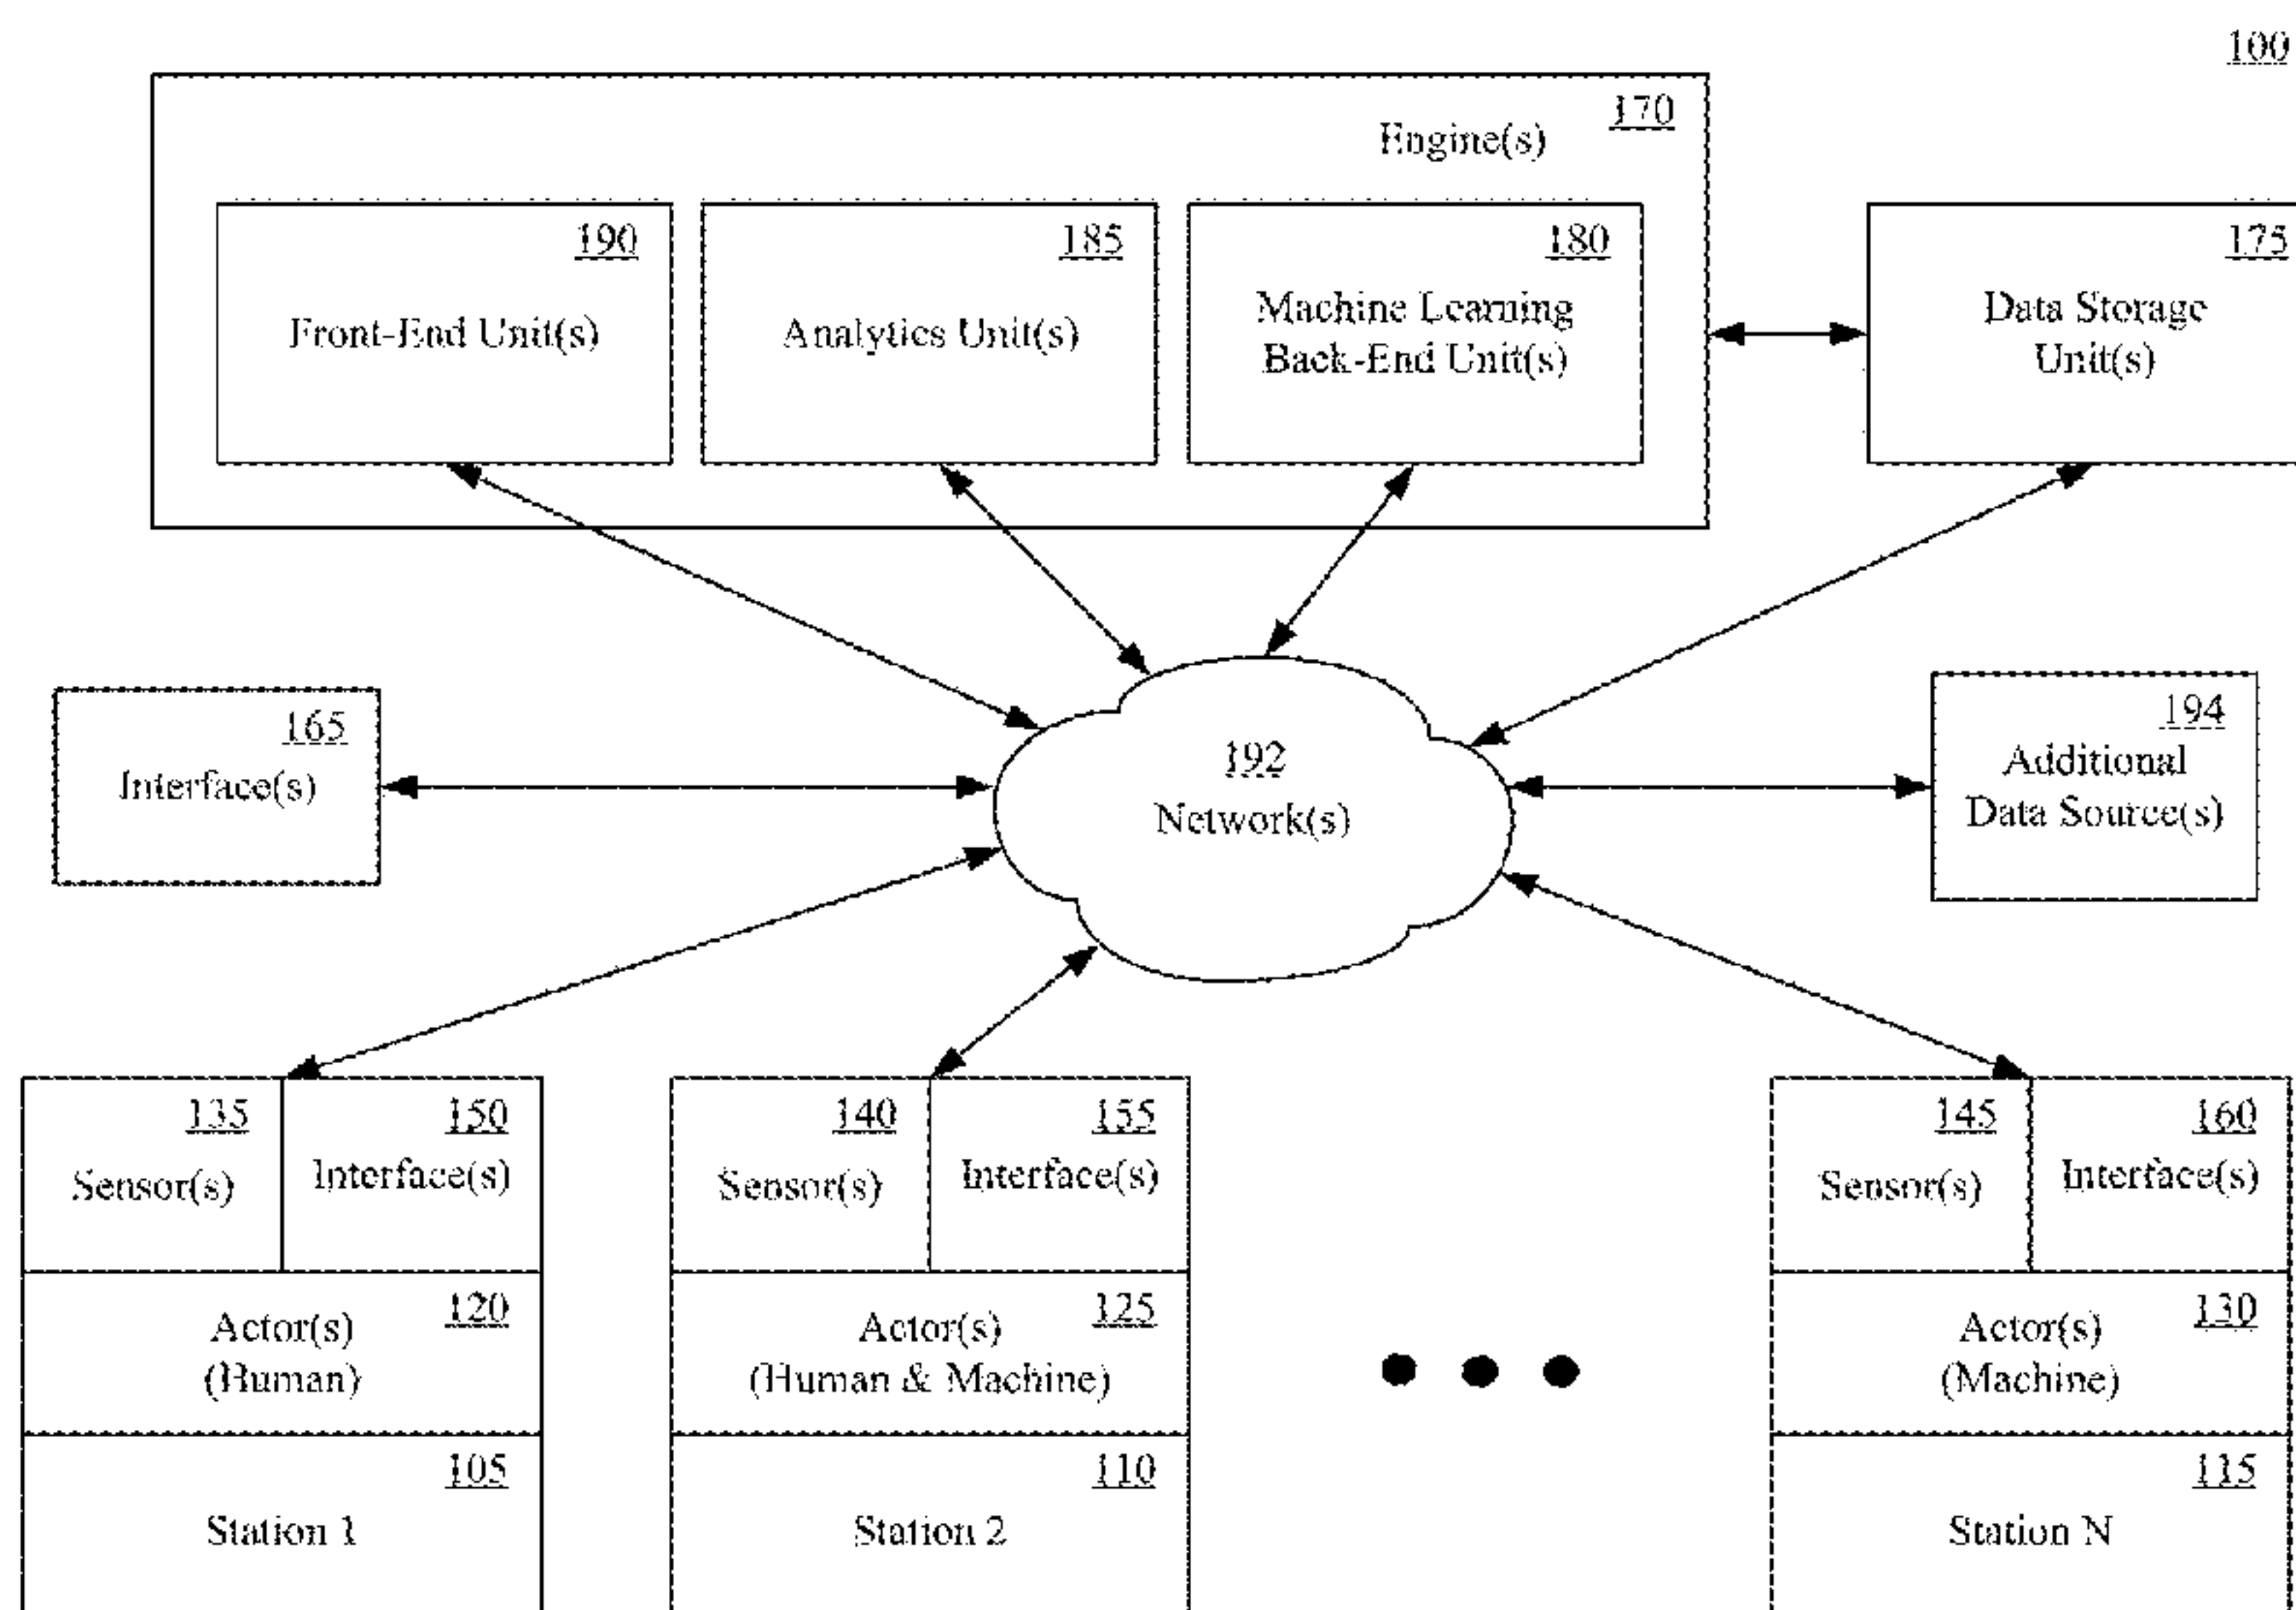 100
170
Engine(s)
190
Front-End Unit(s)
185
Analytics Unit(s)
180
Machine Learning
Back-End Unit(s)
175
Data Storage
Unit(s)
165
Interface(s)
192
Network(s)
194
Additional
Data Source(s)
135
Sensor(s)
150
Interface(s)
120
Actor(s)
(Human)
105
Station 1
140
Sensor(s)
155
Interface(s)
125
Actor(s)
(Human & Machine)
110
Station 2
145
Sensor(s)
160
Interface(s)
130
Actor(s)
(Machine)
115
Station N